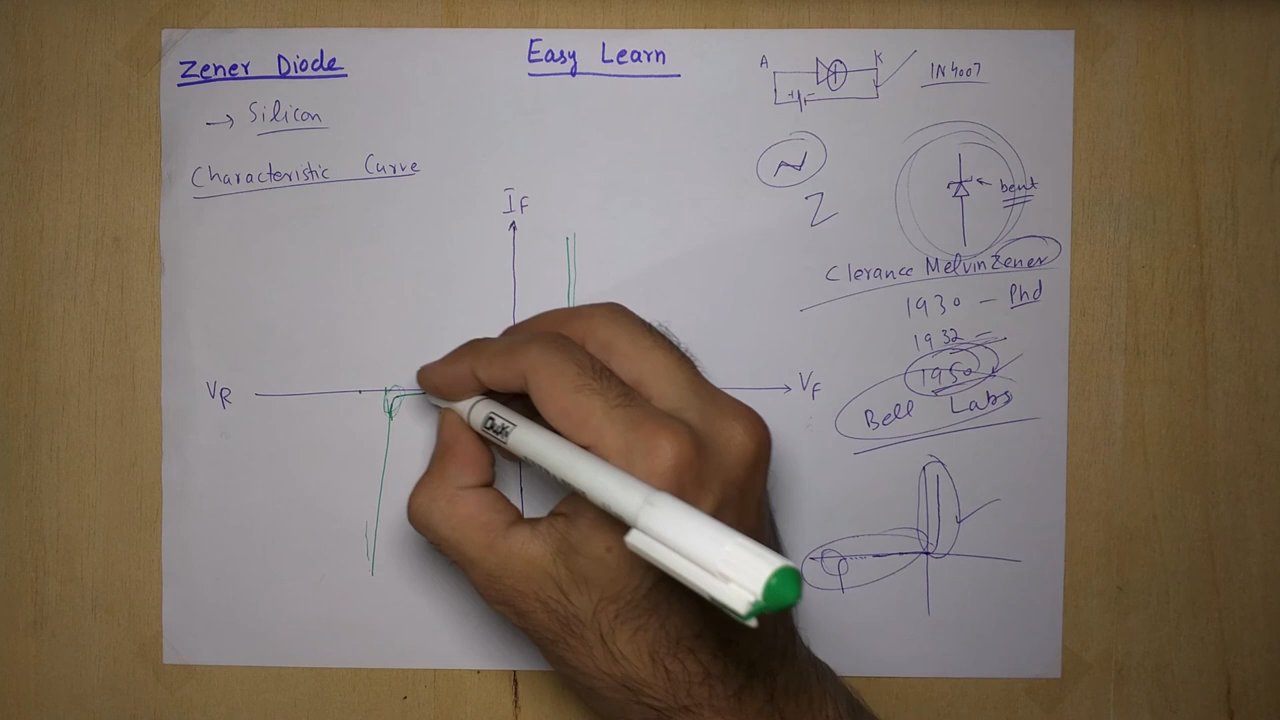 Zener Diode
Easy Learn
→ Silicon
Characteristic Curve
A
K
+ -
1N4007
N
Z
bent
Clerance Melvin Zener
1930 - Phd
1932
1950
Bell Labs
IF
VR
VF